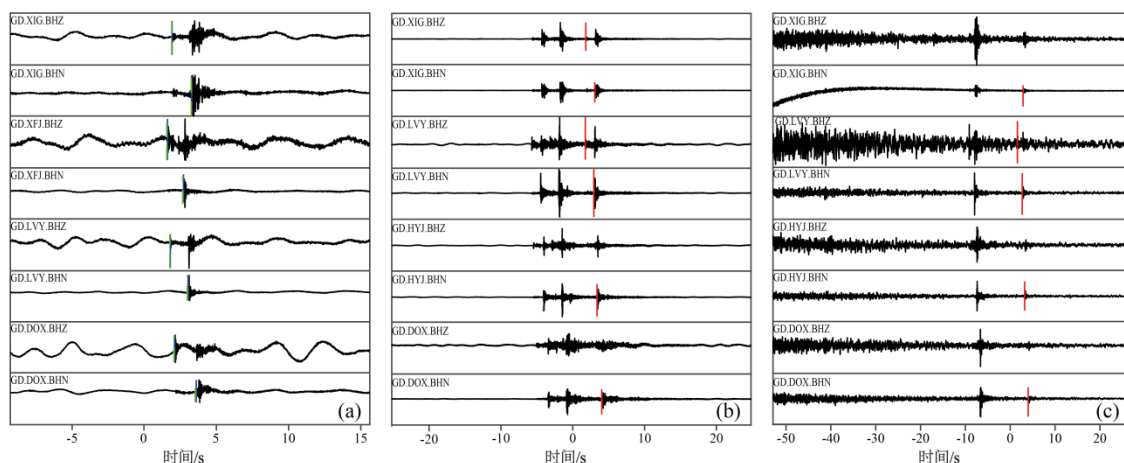 GD.XIG.BHZ
GD.XIG.BHN
GD.XFJ.BHZ
GD.XFJ.BHN
GD.LVY.BHZ
GD.LVY.BHN
GD.DOX.BHZ
GD.DOX.BHN
(a)
-5 0 5 10 15
时间/s
GD.XIG.BHZ
GD.XIG.BHN
GD.LVY.BHZ
GD.LVY.BHN
GD.HYJ.BHZ
GD.HYJ.BHN
GD.DOX.BHZ
GD.DOX.BHN
(b)
-20 -10 0 10 20
时间/s
GD.XIG.BHZ
GD.XIG.BHN
GD.LVY.BHZ
GD.LVY.BHN
GD.HYJ.BHZ
GD.HYJ.BHN
GD.DOX.BHZ
GD.DOX.BHN
(c)
-50 -40 -30 -20 -10 0 10 20
时间/s